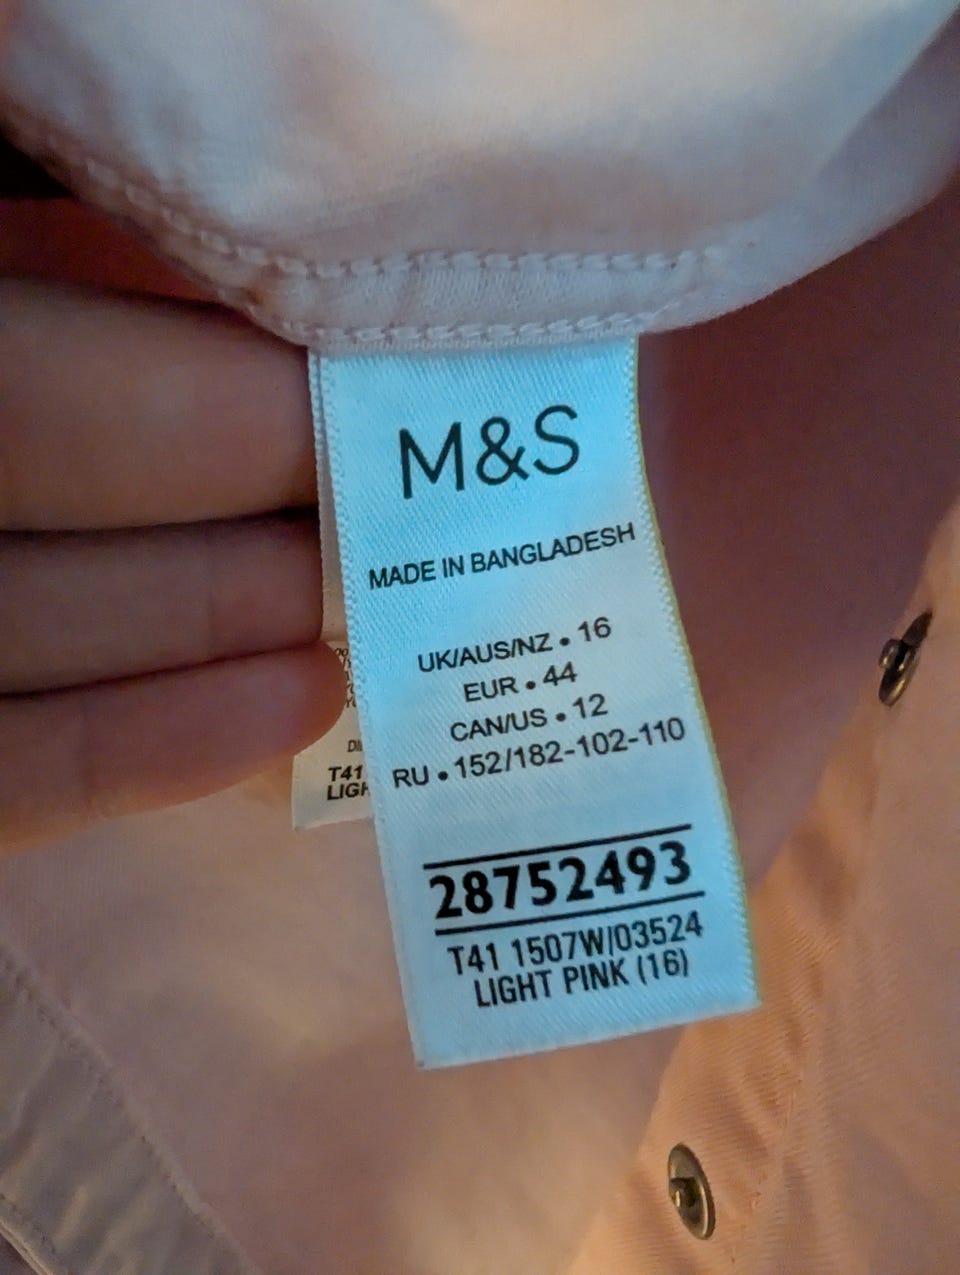 M&S
MADE IN BANGLADESH
UK/AUS/NZ • 16
EUR • 44
CAN/US • 12
RU • 152/182-102-110
28752493
T41 1507W/03524
LIGHT PINK (16)
T41